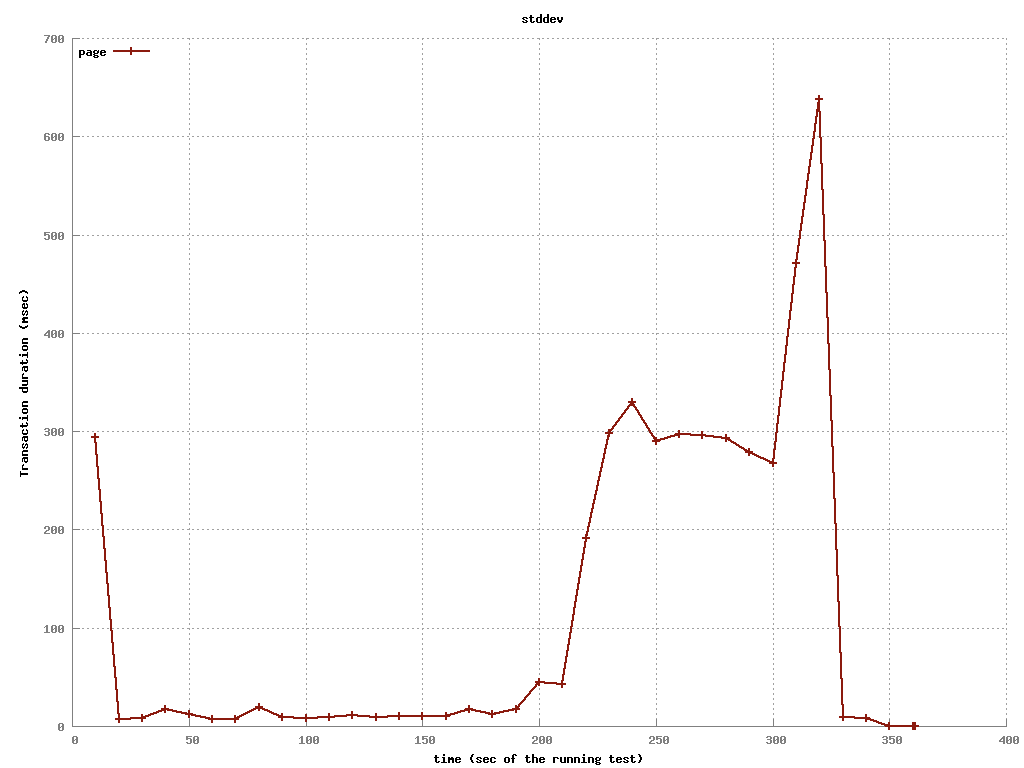 stddev
700
page
600
500
400
300
200
100
0
Transaction duration (msec)
0 50 100 150 200 250 300 350 400
time (sec of the running test)